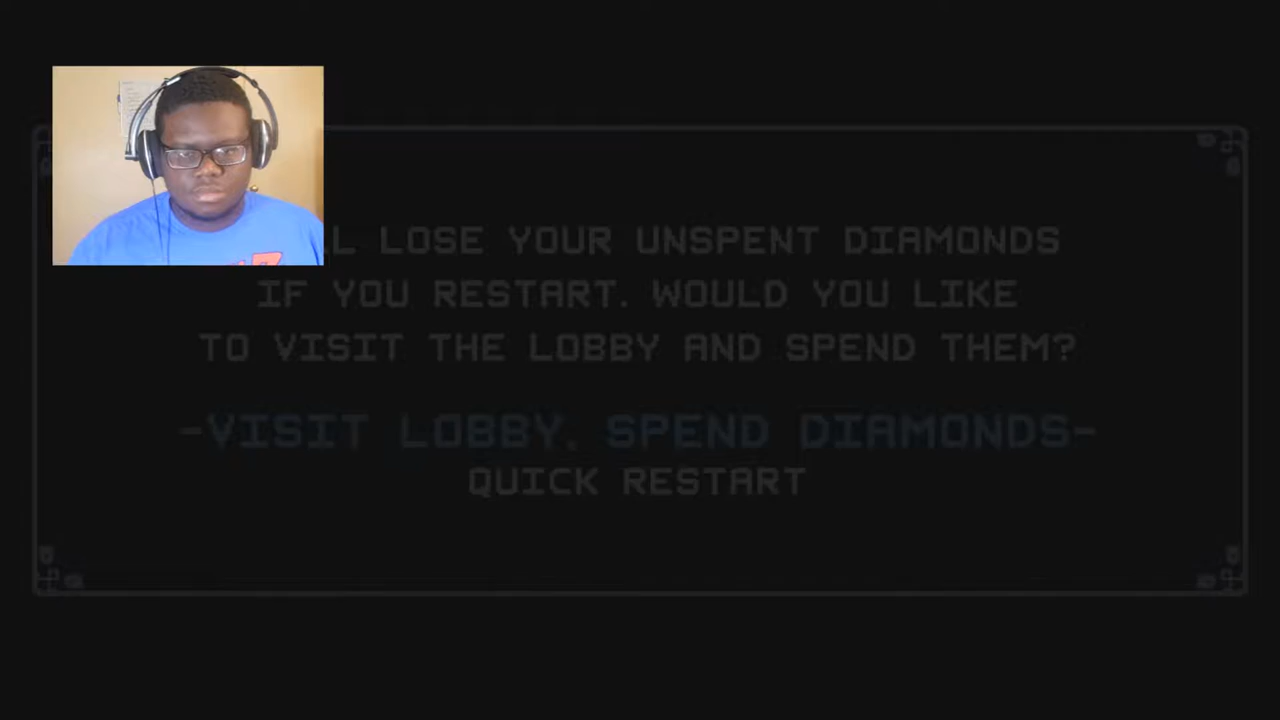 LOSE YOUR UNSPENT DIAMONDS
IF YOU RESTART. WOULD YOU LIKE
TO VISIT THE LOBBY AND SPEND THEM?
-VISIT LOBBY, SPEND DIAMONDS-
QUICK RESTART